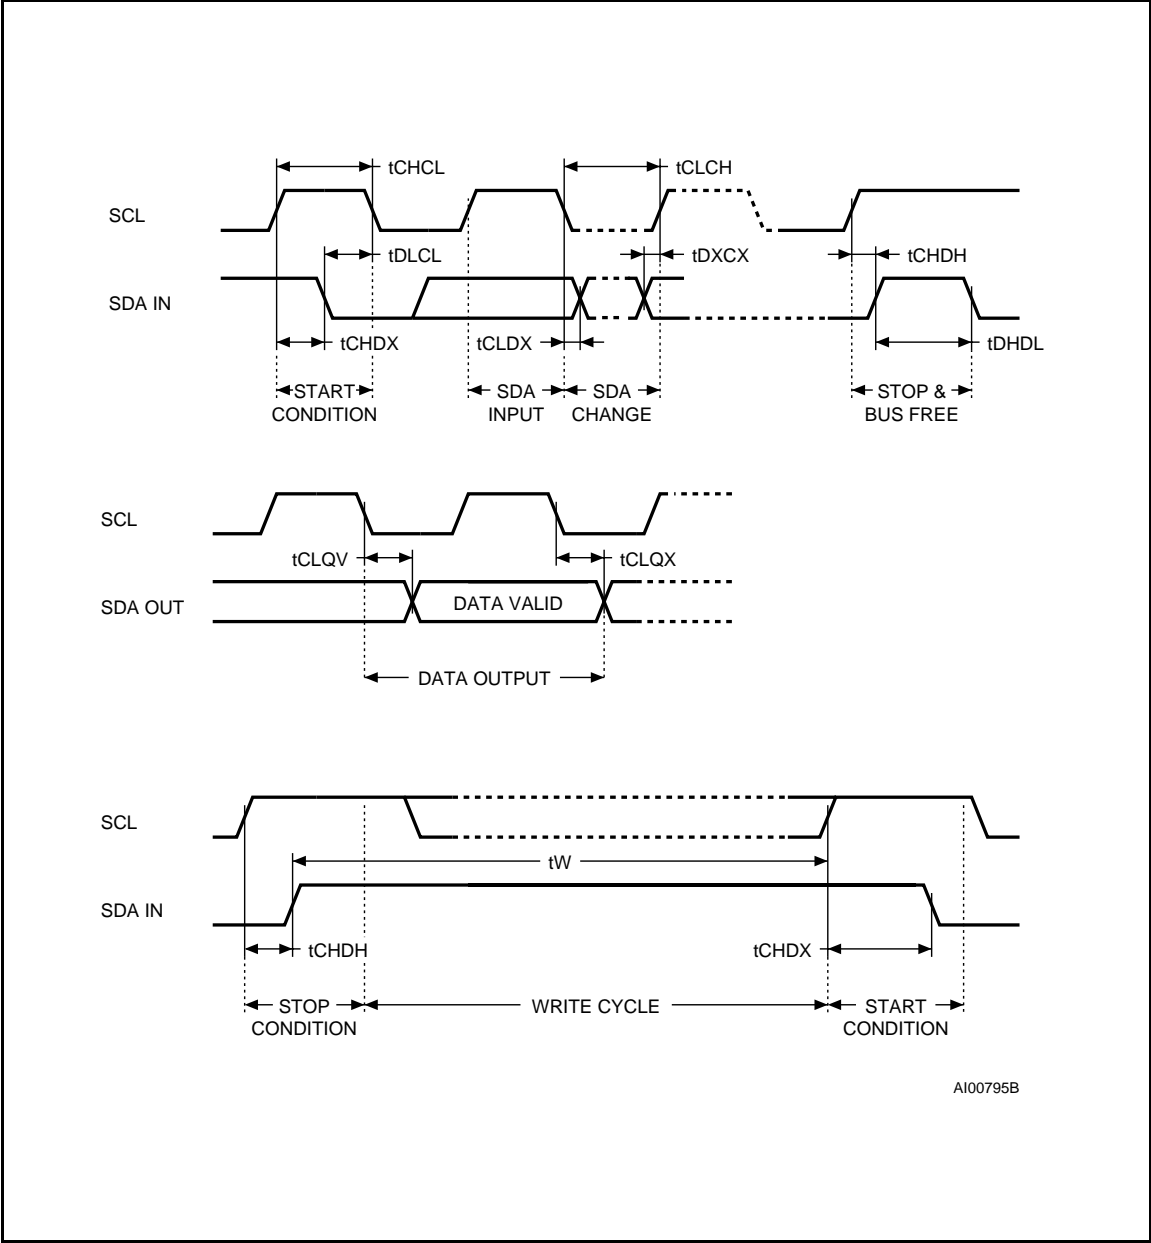 tCHCL
tCLCH
SCL
tDLCL
tDXCX
tCHDH
SDA IN
tCHDX
tCLDX
tDHDL
START
CONDITION
SDA
INPUT
SDA
CHANGE
STOP &
BUS FREE
SCL
tCLQV
tCLQX
SDA OUT
DATA VALID
DATA OUTPUT
SCL
tW
SDA IN
tCHDH
tCHDX
STOP
CONDITION
WRITE CYCLE
START
CONDITION
AI00795B